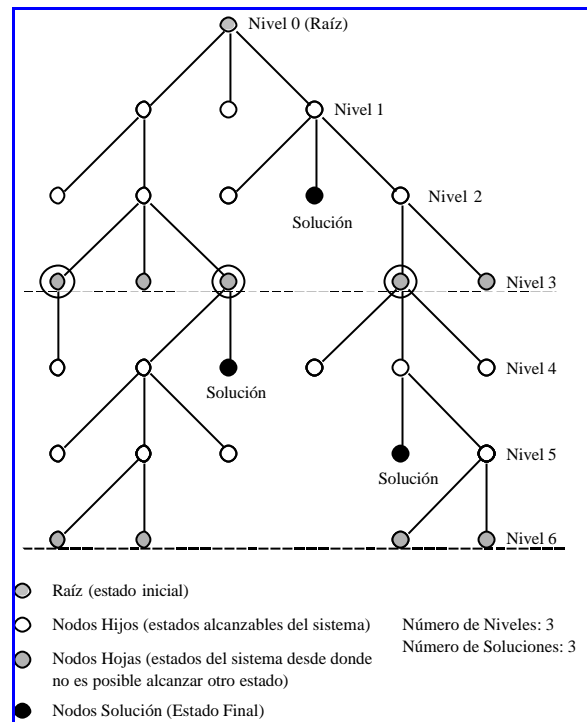 Nivel 0 (Raíz)
Nivel 1
Nivel 2
Solución
Nivel 3
Nivel 4
Solución
Nivel 5
Solución
Nivel 6
Raíz (estado inicial)
Nodos Hijos (estados alcanzables del sistema)
Número de Niveles: 3
Número de Soluciones: 3
Nodos Hojas (estados del sistema desde donde
no es posible alcanzar otro estado)
Nodos Solución (Estado Final)